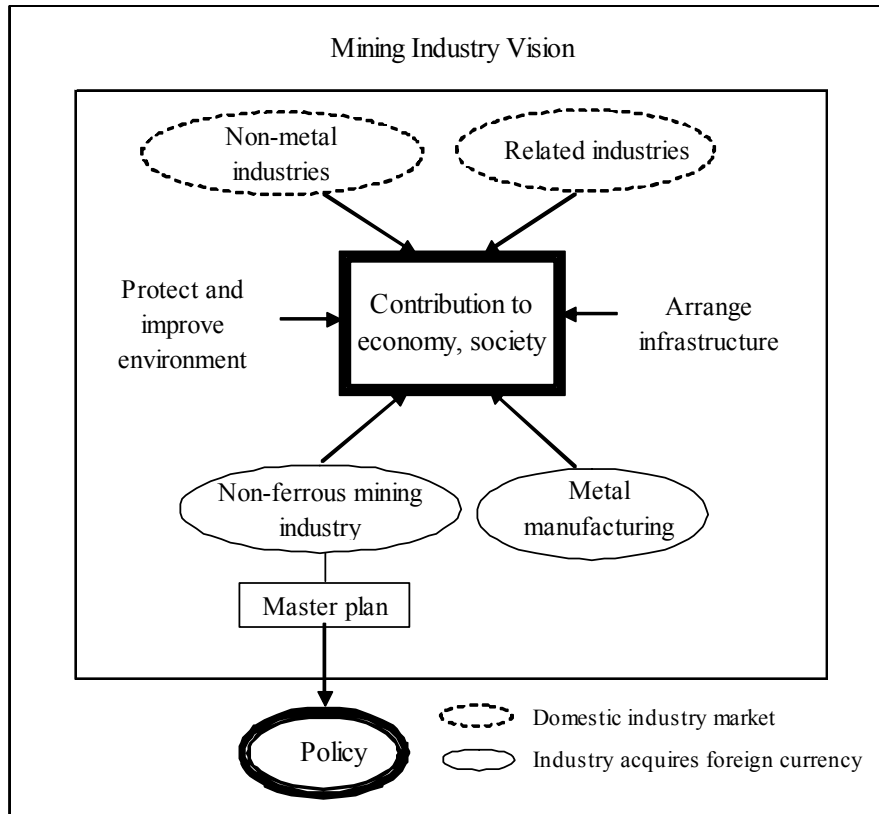 Mining Industry Vision
Non-metal
industries
Related industries
Protect and
improve
environment
Contribution to
economy, society
Arrange
infrastructure
Non-ferrous mining
industry
Metal
manufacturing
Master plan
Policy
Domestic industry market
Industry acquires foreign currency